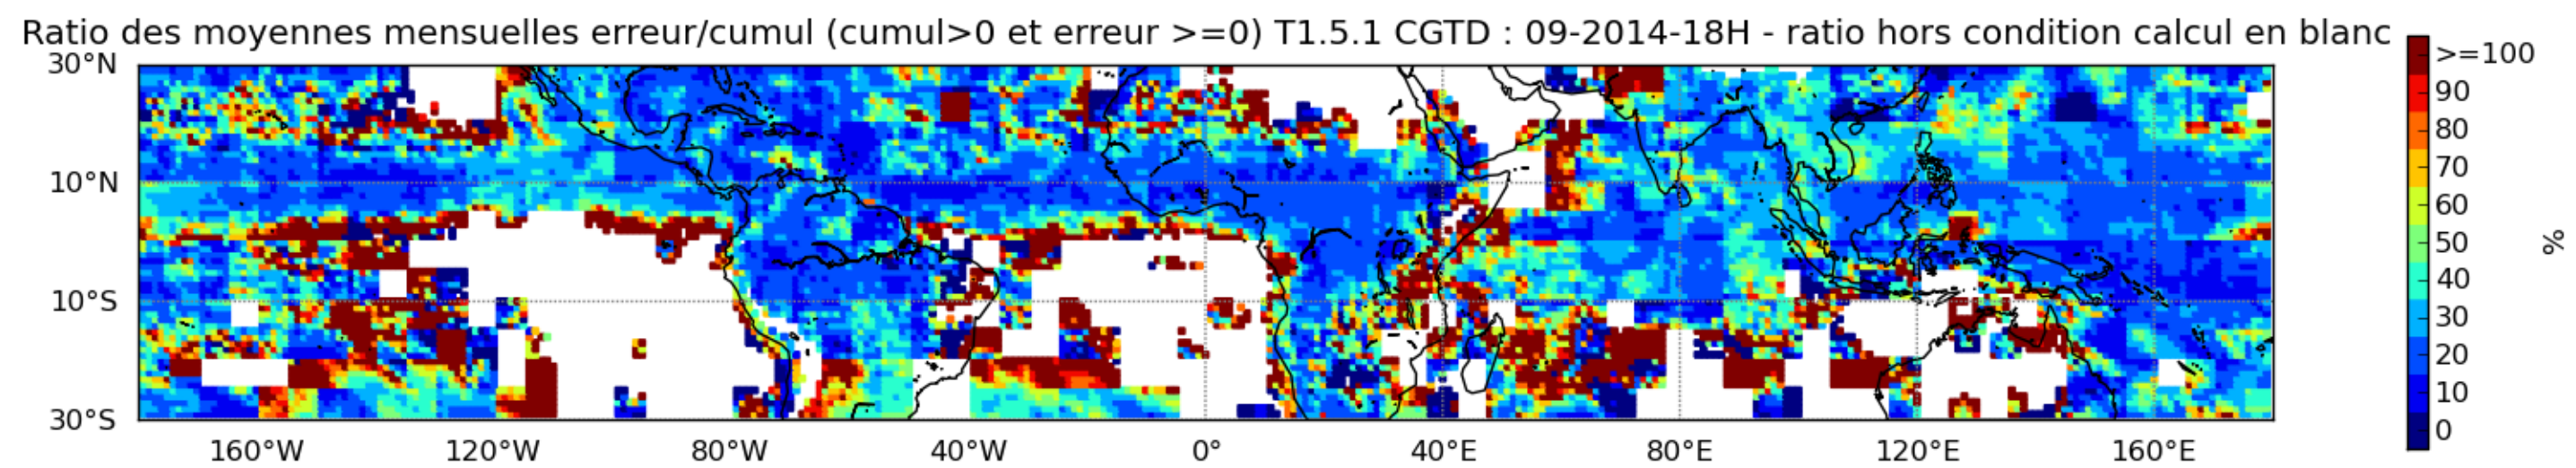 Ratio des moyennes mensuelles erreur/cumul (cumul>0 et erreur >=0) T1.5.1 CGTD : 09-2014-18H - ratio hors condition calcul en blanc
30°N
10°N
10°S
30°S
160°W 120°W 80°W 40°W 0° 40°E 80°E 120°E 160°E
>=100
90
80
70
60
50
40
30
20
10
0
%